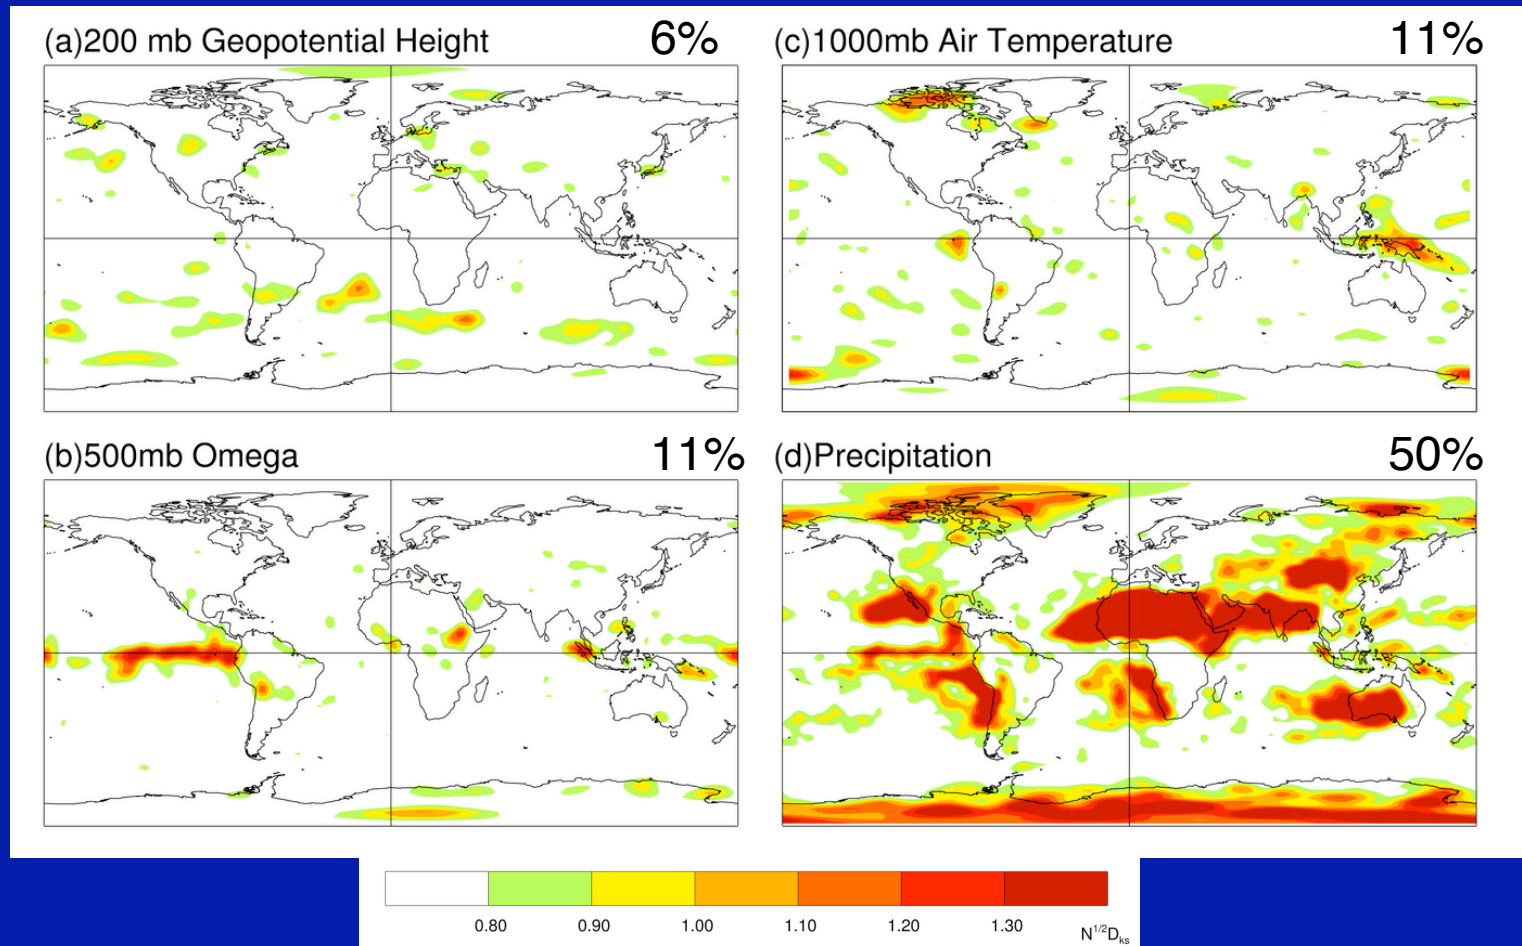 (a)200 mb Geopotential Height 6%
(c)1000mb Air Temperature 11%
(b)500mb Omega 11%
(d)Precipitation 50%
0.80 0.90 1.00 1.10 1.20 1.30 N1/2Dks